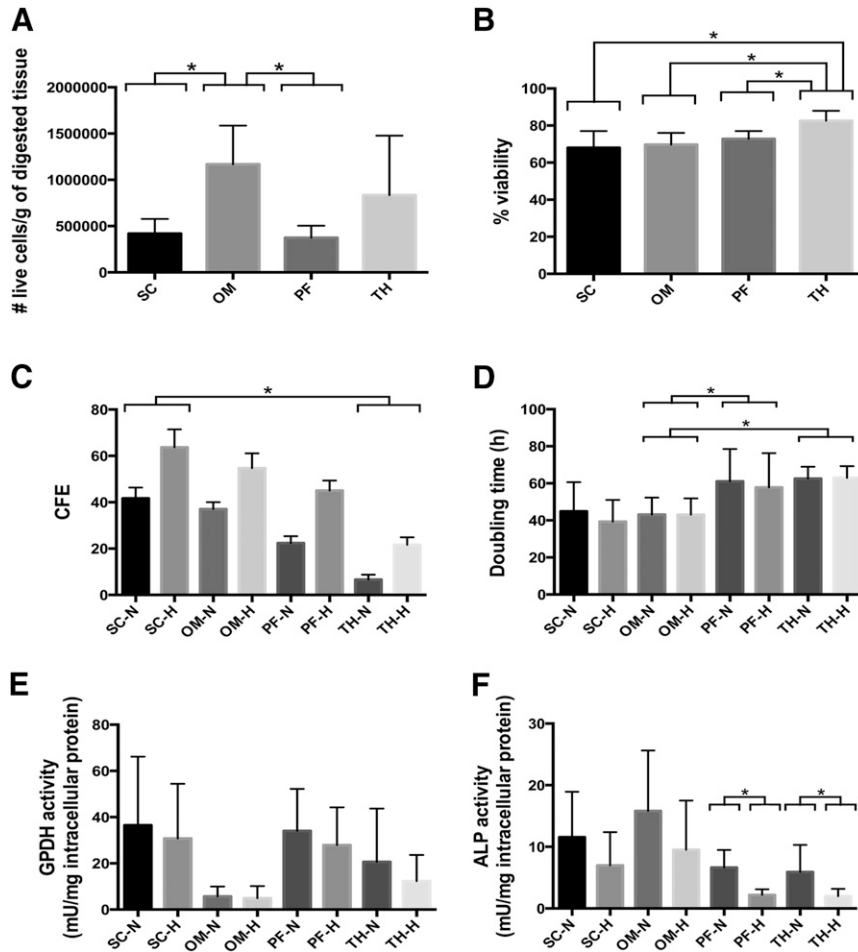 A
# live cells/g of digested tissue
2000000
1500000
1000000
500000
0
* *
SC OM PF TH
B
% viability
100
80
60
40
20
0
*
*
*
SC OM PF TH
C
CFE
80
60
40
20
0
*
SC-N SC-H OM-N OM-H PF-N PF-H TH-N TH-H
D
Doubling time (h)
100
80
60
40
20
0
*
*
SC-N SC-H OM-N OM-H PF-N PF-H TH-N TH-H
E
GPDH activity
(mU/mg intracellular protein)
80
60
40
20
0
SC-N SC-H OM-N OM-H PF-N PF-H TH-N TH-H
F
ALP activity
(mU/mg intracellular protein)
30
20
10
0
* *
SC-N SC-H OM-N OM-H PF-N PF-H TH-N TH-H